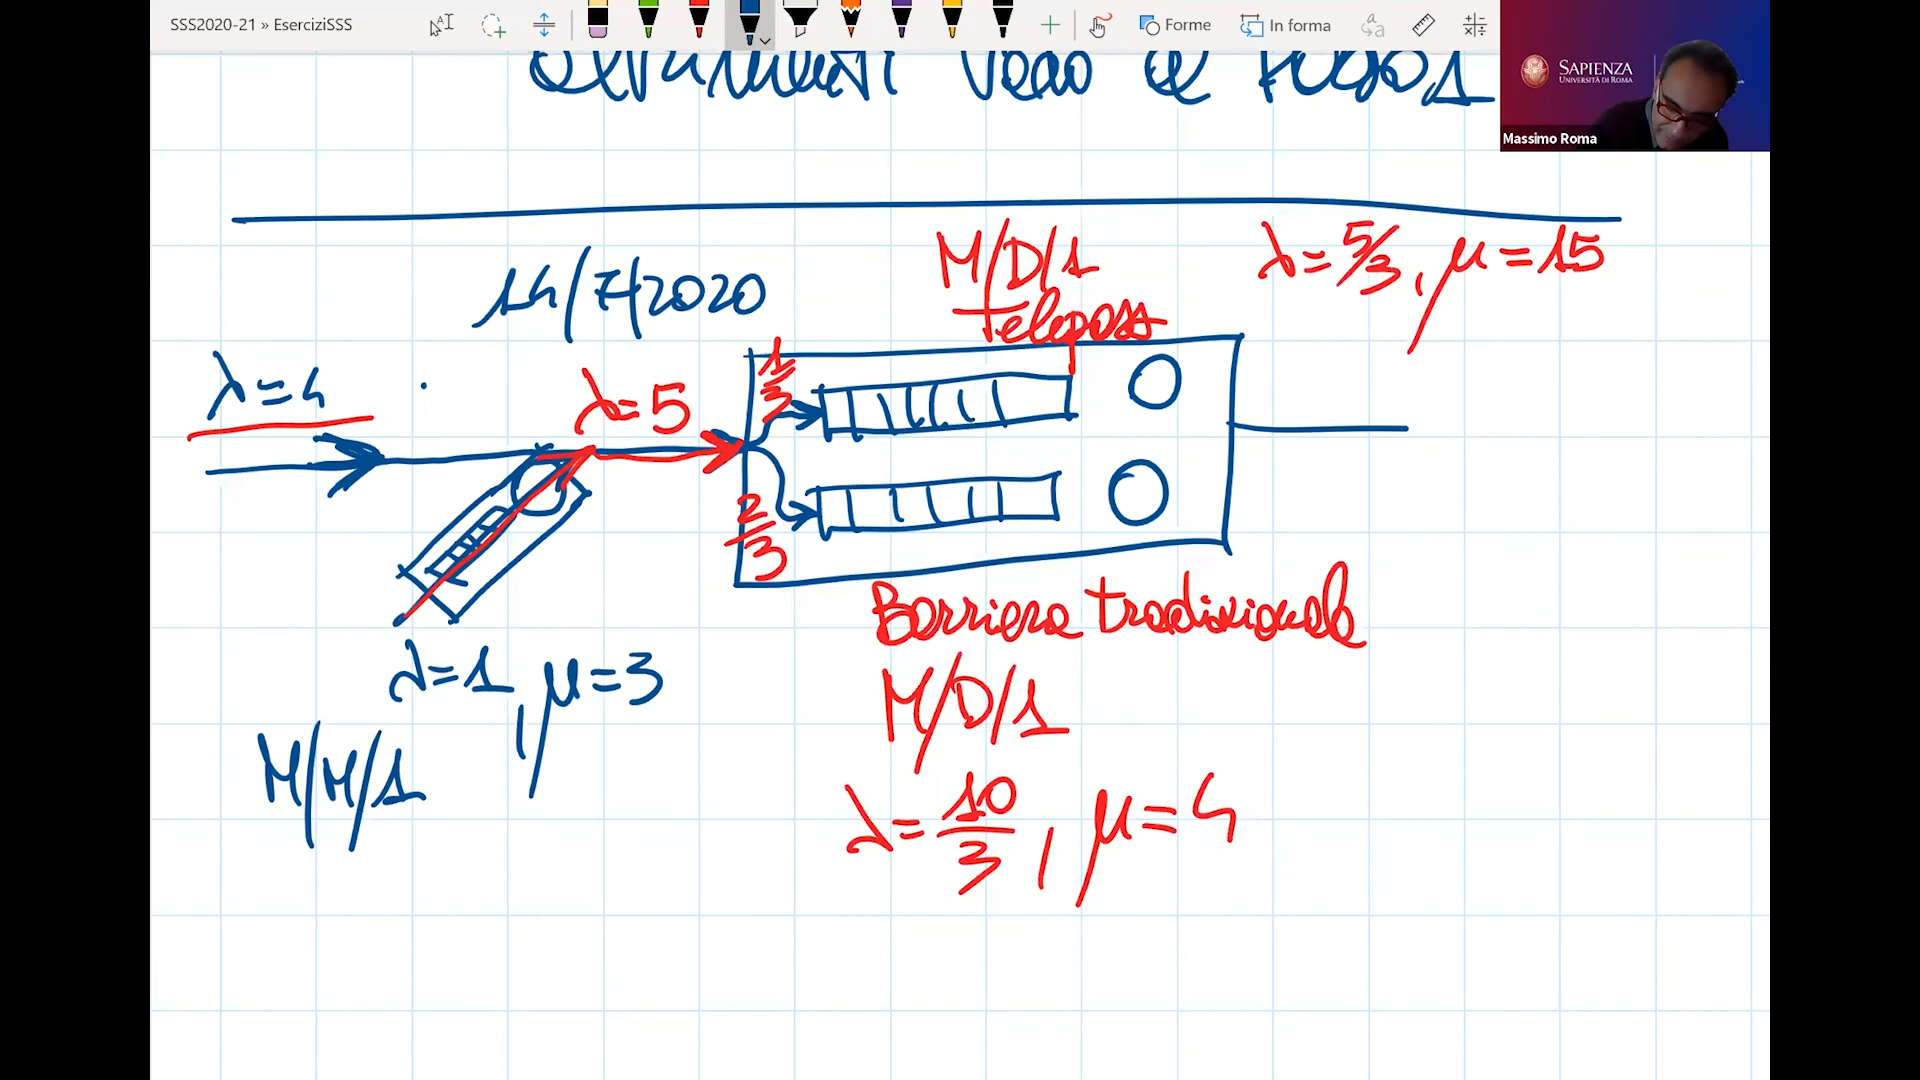 SSS2020-21 » EserciziSSS
Forme
In forma
SAPIENZA
UNIVERSITÀ DI ROMA
Massimo Roma
14/7/2020
M/D/1
Telepass
λ=5/3, μ=15
λ=4
λ=5
1/3
2/3
Barriera tradizionale
λ=1, μ=3
M/D/1
M/M/1
λ=10/3, μ=4